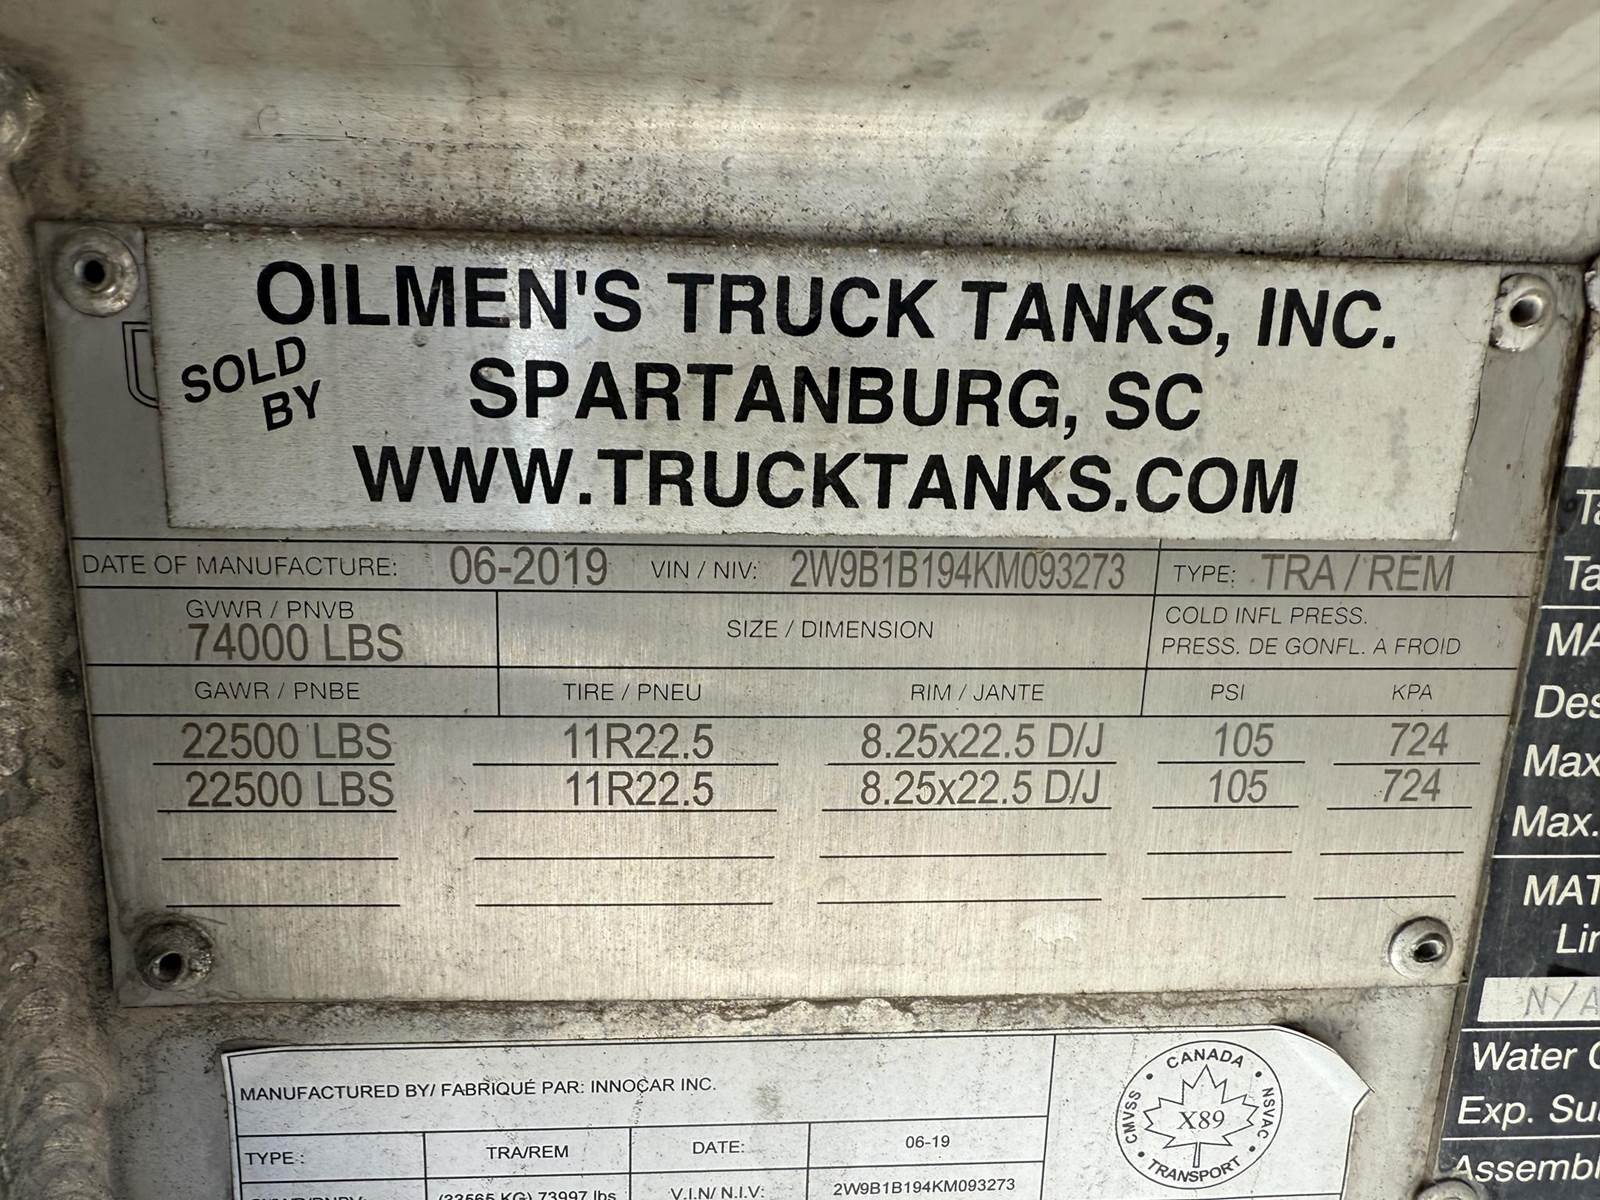 OILMEN'S TRUCK TANKS, INC.
SOLD BY
SPARTANBURG, SC
WWW.TRUCKTANKS.COM
DATE OF MANUFACTURE: 06-2019 VIN / NIV: 2W9B1B194KM093273 TYPE: TRA / REM
GVWR / PNVB SIZE / DIMENSION COLD INFL PRESS.
74000 LBS PRESS. DE GONFL. A FROID
GAWR / PNBE TIRE / PNEU RIM / JANTE PSI KPA
22500 LBS 11R22.5 8.25x22.5 D/J 105 724
22500 LBS 11R22.5 8.25x22.5 D/J 105 724
MANUFACTURED BY/ FABRIQUÉ PAR: INNOCAR INC.
TYPE : TRA/REM DATE: 06-19
(33565 KG) 73997 lbs V.I.N/ N.I.V: 2W9B1B194KM093273
CANADA
CMVSS
NSVAC
X89
TRANSPORT
Max.
N/A
Water
Exp.